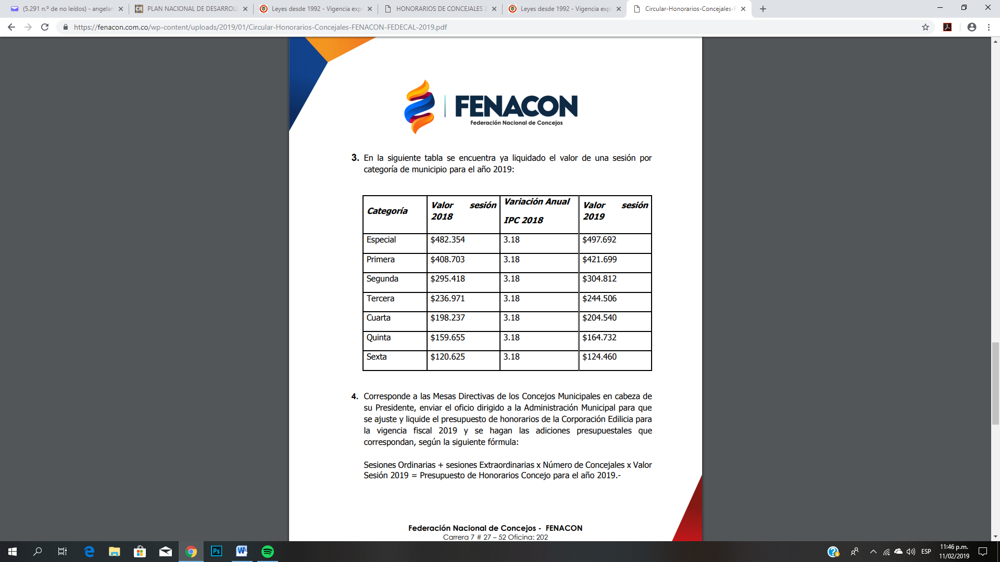 (5.291 n.º de no leídos) - angelan
PLAN NACIONAL DE DESARROLL
Leyes desde 1992 - Vigencia exp
HONORARIOS DE CONCEJALES 2
Leyes desde 1992 - Vigencia exp
Circular-Honorarios-Concejales-F
https://fenacon.com.co/wp-content/uploads/2019/01/Circular-Honorarios-Concejales-FENACON-FEDECAL-2019.pdf
FENACON
Federación Nacional de Concejos
3. En la siguiente tabla se encuentra ya liquidado el valor de una sesión por
categoría de municipio para el año 2019:
Categoría Valor sesión 2018 Variación Anual IPC 2018 Valor sesión 2019
Especial $482.354 3.18 $497.692
Primera $408.703 3.18 $421.699
Segunda $295.418 3.18 $304.812
Tercera $236.971 3.18 $244.506
Cuarta $198.237 3.18 $204.540
Quinta $159.655 3.18 $164.732
Sexta $120.625 3.18 $124.460
4. Corresponde a las Mesas Directivas de los Concejos Municipales en cabeza de
su Presidente, enviar el oficio dirigido a la Administración Municipal para que
se ajuste y liquide el presupuesto de honorarios de la Corporación Edilicia para
la vigencia fiscal 2019 y se hagan las adiciones presupuestales que
correspondan, según la siguiente fórmula:
Sesiones Ordinarias + sesiones Extraordinarias x Número de Concejales x Valor
Sesión 2019 = Presupuesto de Honorarios Concejo para el año 2019.-
Federación Nacional de Concejos - FENACON
Carrera 7 # 27 – 52 Oficina: 202
Ps
ESP
11:46 p.m.
11/02/2019